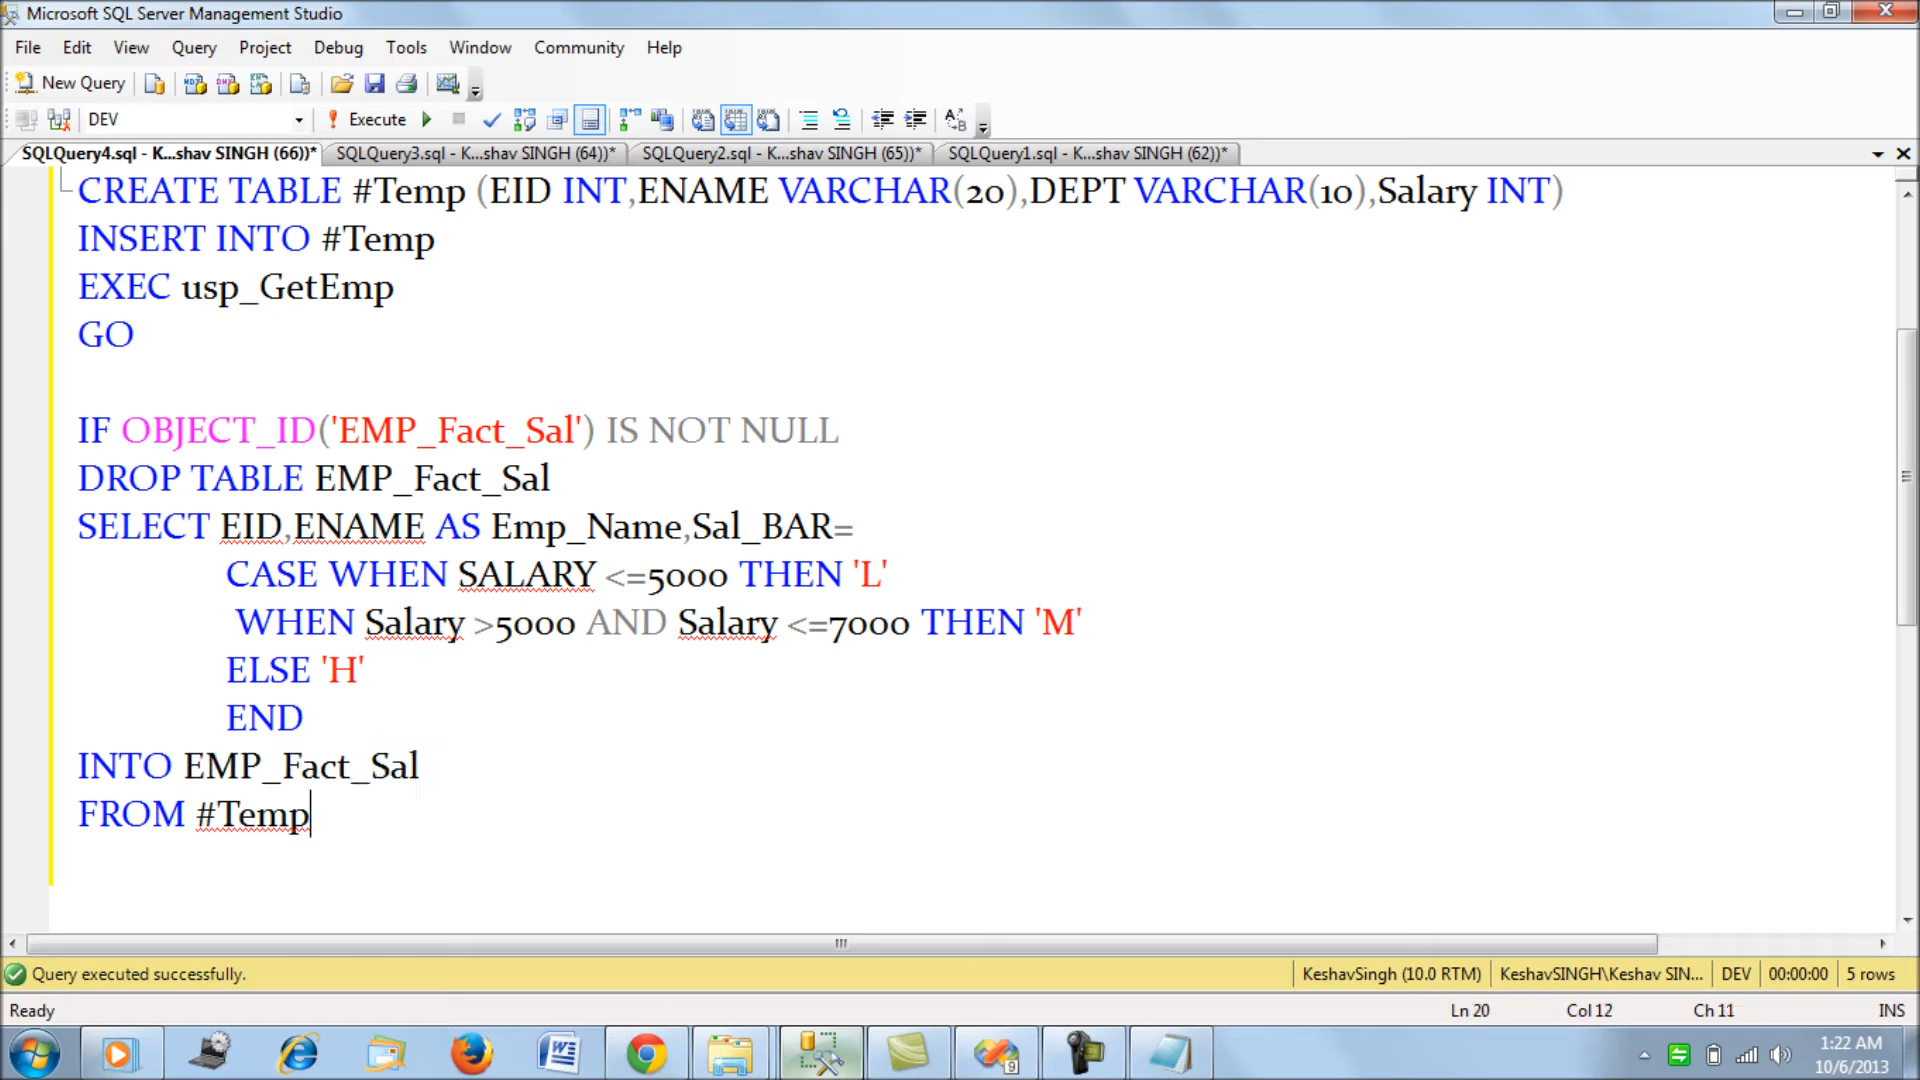 Microsoft SQL Server Management Studio
File Edit View Query Project Debug Tools Window Community Help
New Query
DEV Execute
SQLQuery4.sql - K...shav SINGH (66))* SQLQuery3.sql - K...shav SINGH (64))* SQLQuery2.sql - K...shav SINGH (65))* SQLQuery1.sql - K...shav SINGH (62))*
CREATE TABLE #Temp (EID INT,ENAME VARCHAR(20),DEPT VARCHAR(10),Salary INT)
INSERT INTO #Temp
EXEC usp_GetEmp
GO
IF OBJECT_ID('EMP_Fact_Sal') IS NOT NULL
DROP TABLE EMP_Fact_Sal
SELECT EID,ENAME AS Emp_Name,Sal_BAR=
CASE WHEN SALARY <=5000 THEN 'L'
WHEN Salary >5000 AND Salary <=7000 THEN 'M'
ELSE 'H'
END
INTO EMP_Fact_Sal
FROM #Temp
Query executed successfully. KeshavSingh (10.0 RTM) KeshavSINGH\Keshav SIN... DEV 00:00:00 5 rows
Ready Ln 20 Col 12 Ch 11 INS
9
1:22 AM
10/6/2013